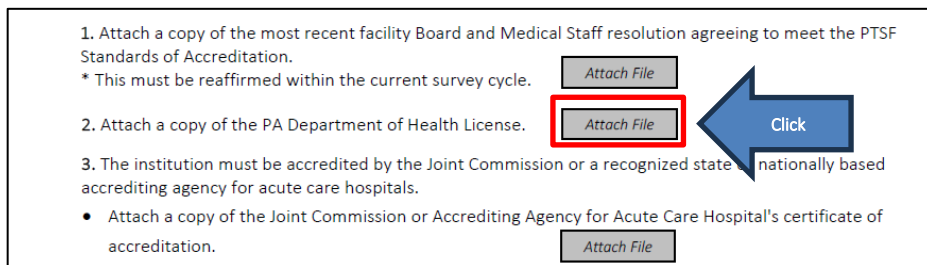 1. Attach a copy of the most recent facility Board and Medical Staff resolution agreeing to meet the PTSF
Standards of Accreditation.
* This must be reaffirmed within the current survey cycle. Attach File
2. Attach a copy of the PA Department of Health License. Attach File Click
3. The institution must be accredited by the Joint Commission or a recognized state nationally based
accrediting agency for acute care hospitals.
• Attach a copy of the Joint Commission or Accrediting Agency for Acute Care Hospital's certificate of
accreditation. Attach File